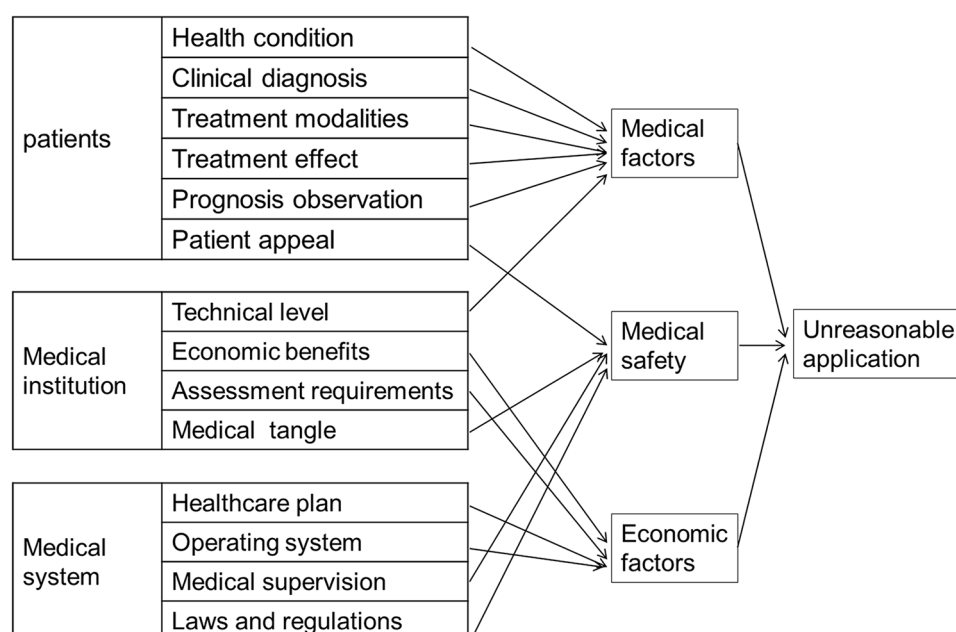 patients
Health condition
Clinical diagnosis
Treatment modalities
Treatment effect
Prognosis observation
Patient appeal
Medical
institution
Technical level
Economic benefits
Assessment requirements
Medical tangle
Medical
system
Healthcare plan
Operating system
Medical supervision
Laws and regulations
Medical
factors
Medical
safety
Economic
factors
Unreasonable
application